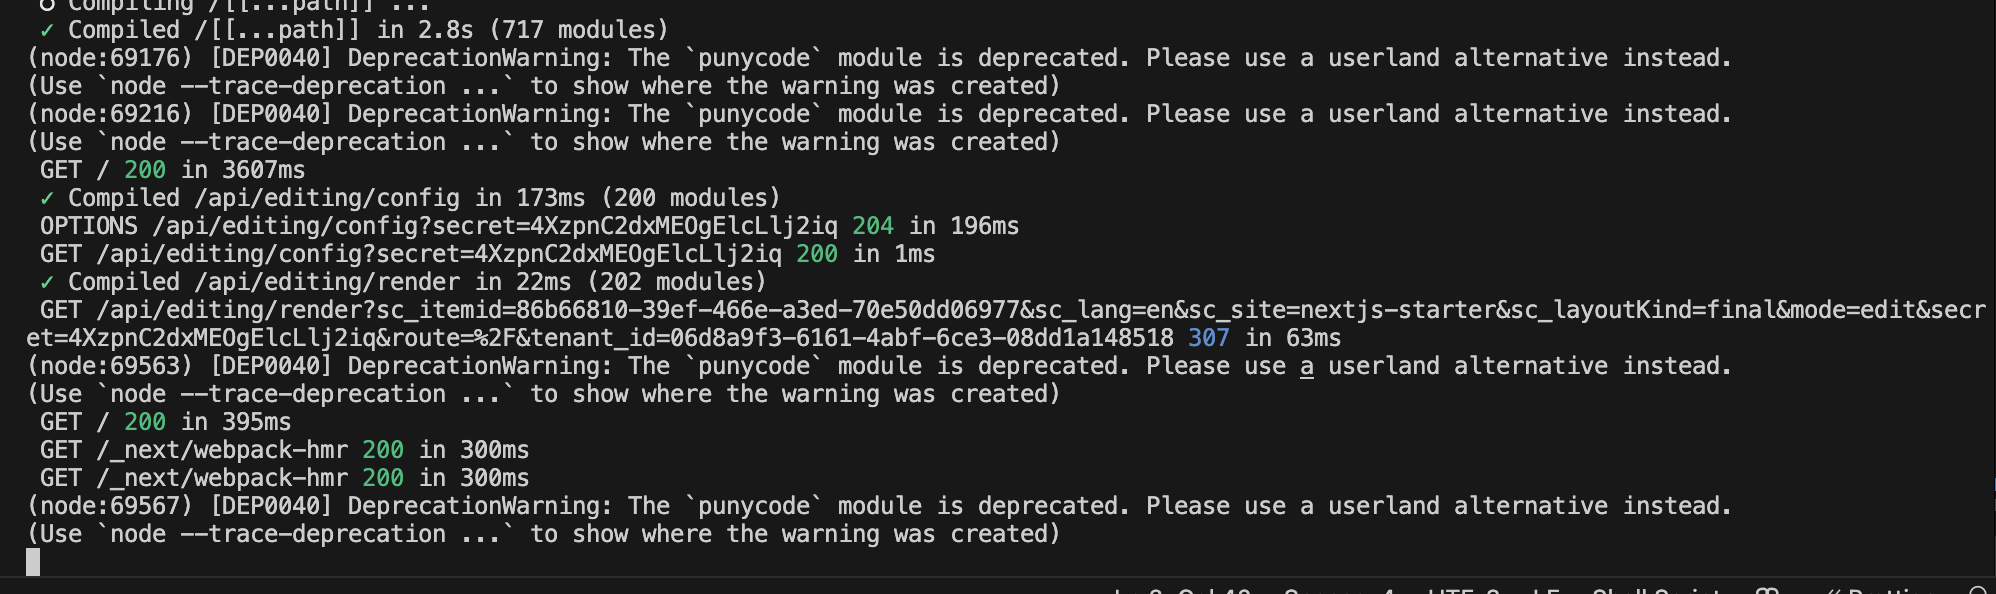 Compiling /[[...path]] ...
✓ Compiled /[[...path]] in 2.8s (717 modules)
(node:69176) [DEP0040] DeprecationWarning: The `punycode` module is deprecated. Please use a userland alternative instead.
(Use `node --trace-deprecation ...` to show where the warning was created)
(node:69216) [DEP0040] DeprecationWarning: The `punycode` module is deprecated. Please use a userland alternative instead.
(Use `node --trace-deprecation ...` to show where the warning was created)
GET / 200 in 3607ms
✓ Compiled /api/editing/config in 173ms (200 modules)
OPTIONS /api/editing/config?secret=4XzpnC2dxMEOgElcLlj2iq 204 in 196ms
GET /api/editing/config?secret=4XzpnC2dxMEOgElcLlj2iq 200 in 1ms
✓ Compiled /api/editing/render in 22ms (202 modules)
GET /api/editing/render?sc_itemid=86b66810-39ef-466e-a3ed-70e50dd06977&sc_lang=en&sc_site=nextjs-starter&sc_layoutKind=final&mode=edit&secr
et=4XzpnC2dxMEOgElcLlj2iq&route=%2F&tenant_id=06d8a9f3-6161-4abf-6ce3-08dd1a148518 307 in 63ms
(node:69563) [DEP0040] DeprecationWarning: The `punycode` module is deprecated. Please use a userland alternative instead.
(Use `node --trace-deprecation ...` to show where the warning was created)
GET / 200 in 395ms
GET /_next/webpack-hmr 200 in 300ms
GET /_next/webpack-hmr 200 in 300ms
(node:69567) [DEP0040] DeprecationWarning: The `punycode` module is deprecated. Please use a userland alternative instead.
(Use `node --trace-deprecation ...` to show where the warning was created)